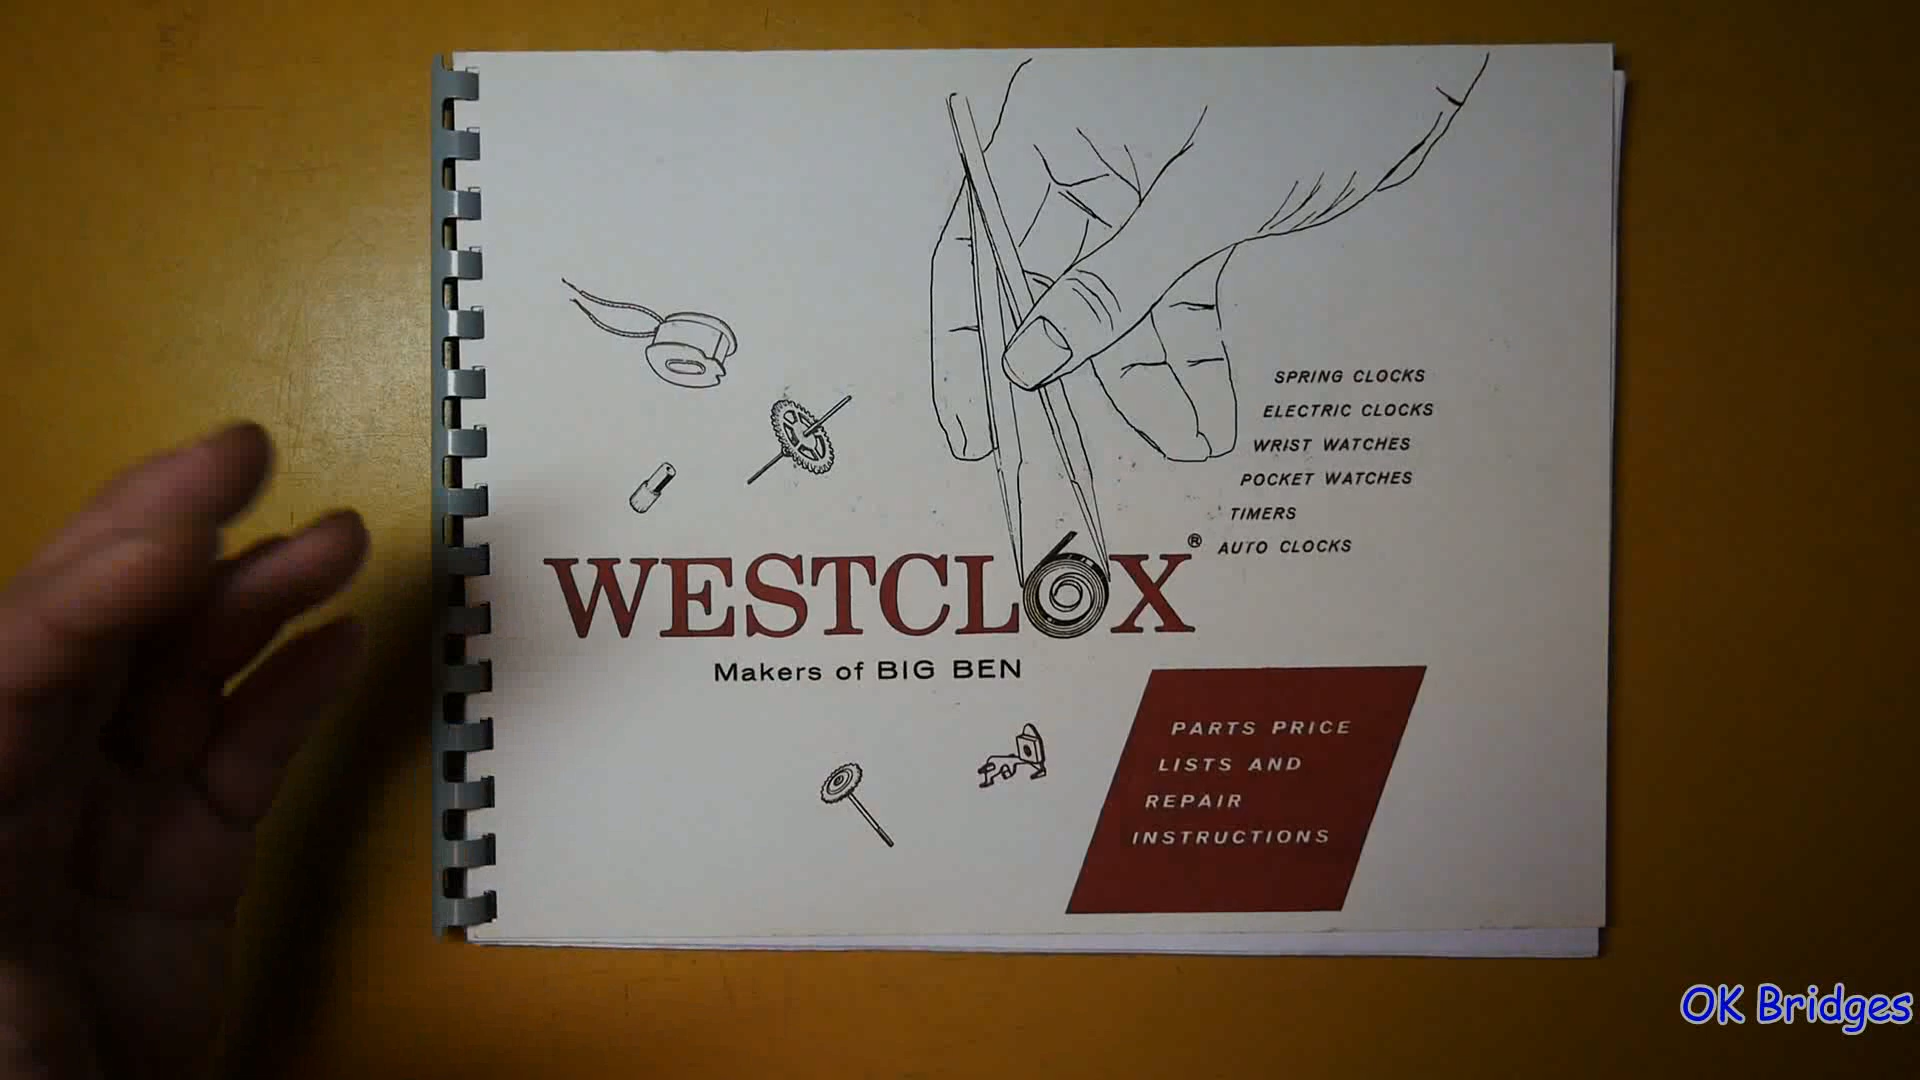 SPRING CLOCKS
ELECTRIC CLOCKS
WRIST WATCHES
POCKET WATCHES
TIMERS
AUTO CLOCKS
WESTCLOX®
Makers of BIG BEN
PARTS PRICE
LISTS AND
REPAIR
INSTRUCTIONS
OK Bridges